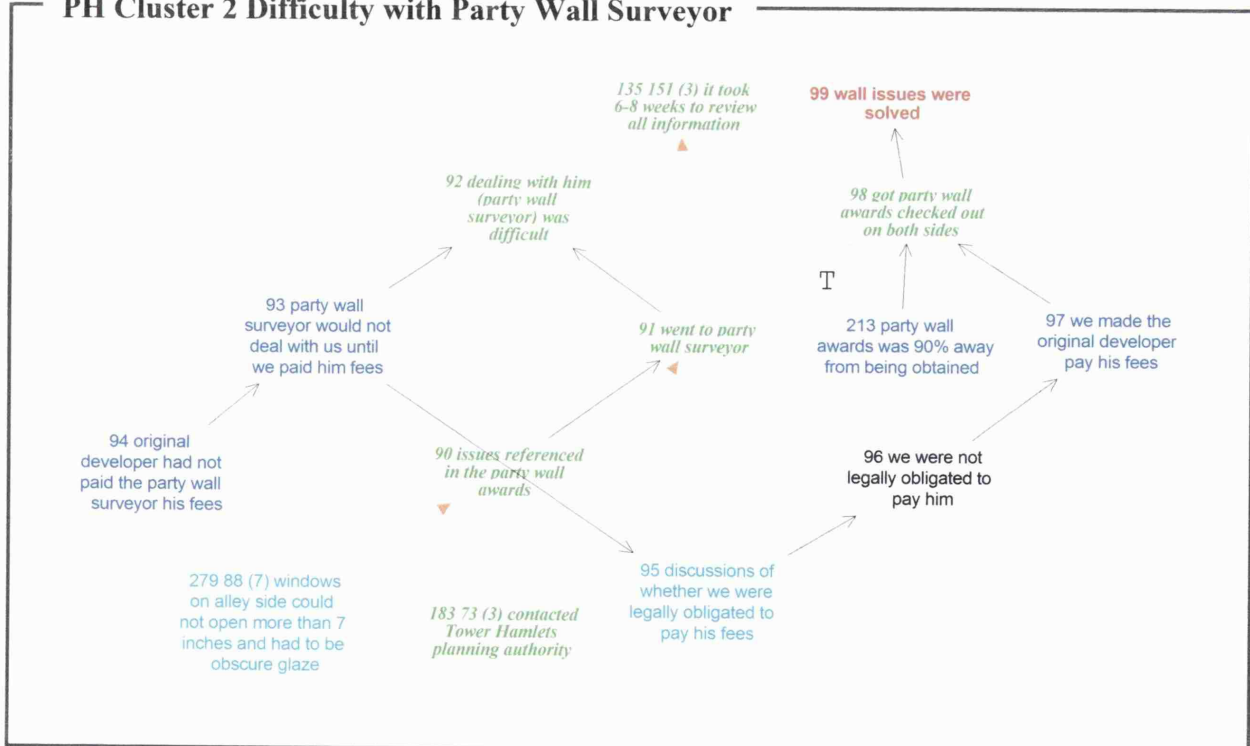 PH Cluster 2 Difficulty with Party Wall Surveyor
135 151 (3) it took
6-8 weeks to review
all information
99 wall issues were
solved
92 dealing with him
(party wall
surveyor) was
difficult
98 got party wall
awards checked out
on both sides
T
93 party wall
surveyor would not
deal with us until
we paid him fees
91 went to party
wall surveyor
213 party wall
awards was 90% away
from being obtained
97 we made the
original developer
pay his fees
94 original
developer had not
paid the party wall
surveyor his fees
90 issues referenced
in the party wall
awards
96 we were not
legally obligated to
pay him
279 88 (7) windows
on alley side could
not open more than 7
inches and had to be
obscure glaze
183 73 (3) contacted
Tower Hamlets
planning authority
95 discussions of
whether we were
legally obligated to
pay his fees